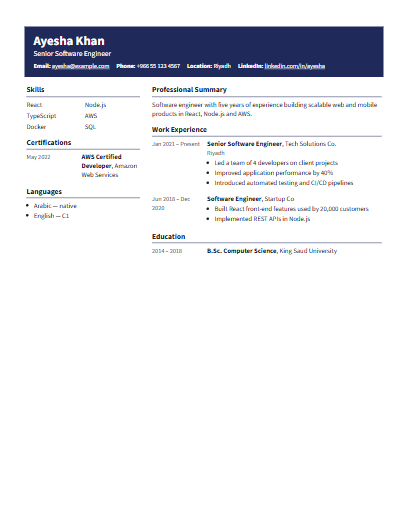 Ayesha Khan
Senior Software Engineer
Email: ayesha@example.com Phone: +966 55 123 4567 Location: Riyadh LinkedIn: linkedin.com/in/ayesha
Skills
React Node.js
TypeScript AWS
Docker SQL
Certifications
May 2022 AWS Certified
Developer, Amazon
Web Services
Languages
• Arabic — native
• English — C1
Professional Summary
Software engineer with five years of experience building scalable web and mobile
products in React, Node.js and AWS.
Work Experience
Jan 2021 – Present Senior Software Engineer, Tech Solutions Co.
Riyadh
• Led a team of 4 developers on client projects
• Improved application performance by 40%
• Introduced automated testing and CI/CD pipelines
Jun 2018 – Dec Software Engineer, Startup Co
2020
• Built React front-end features used by 20,000 customers
• Implemented REST APIs in Node.js
Education
2014 – 2018 B.Sc. Computer Science, King Saud University